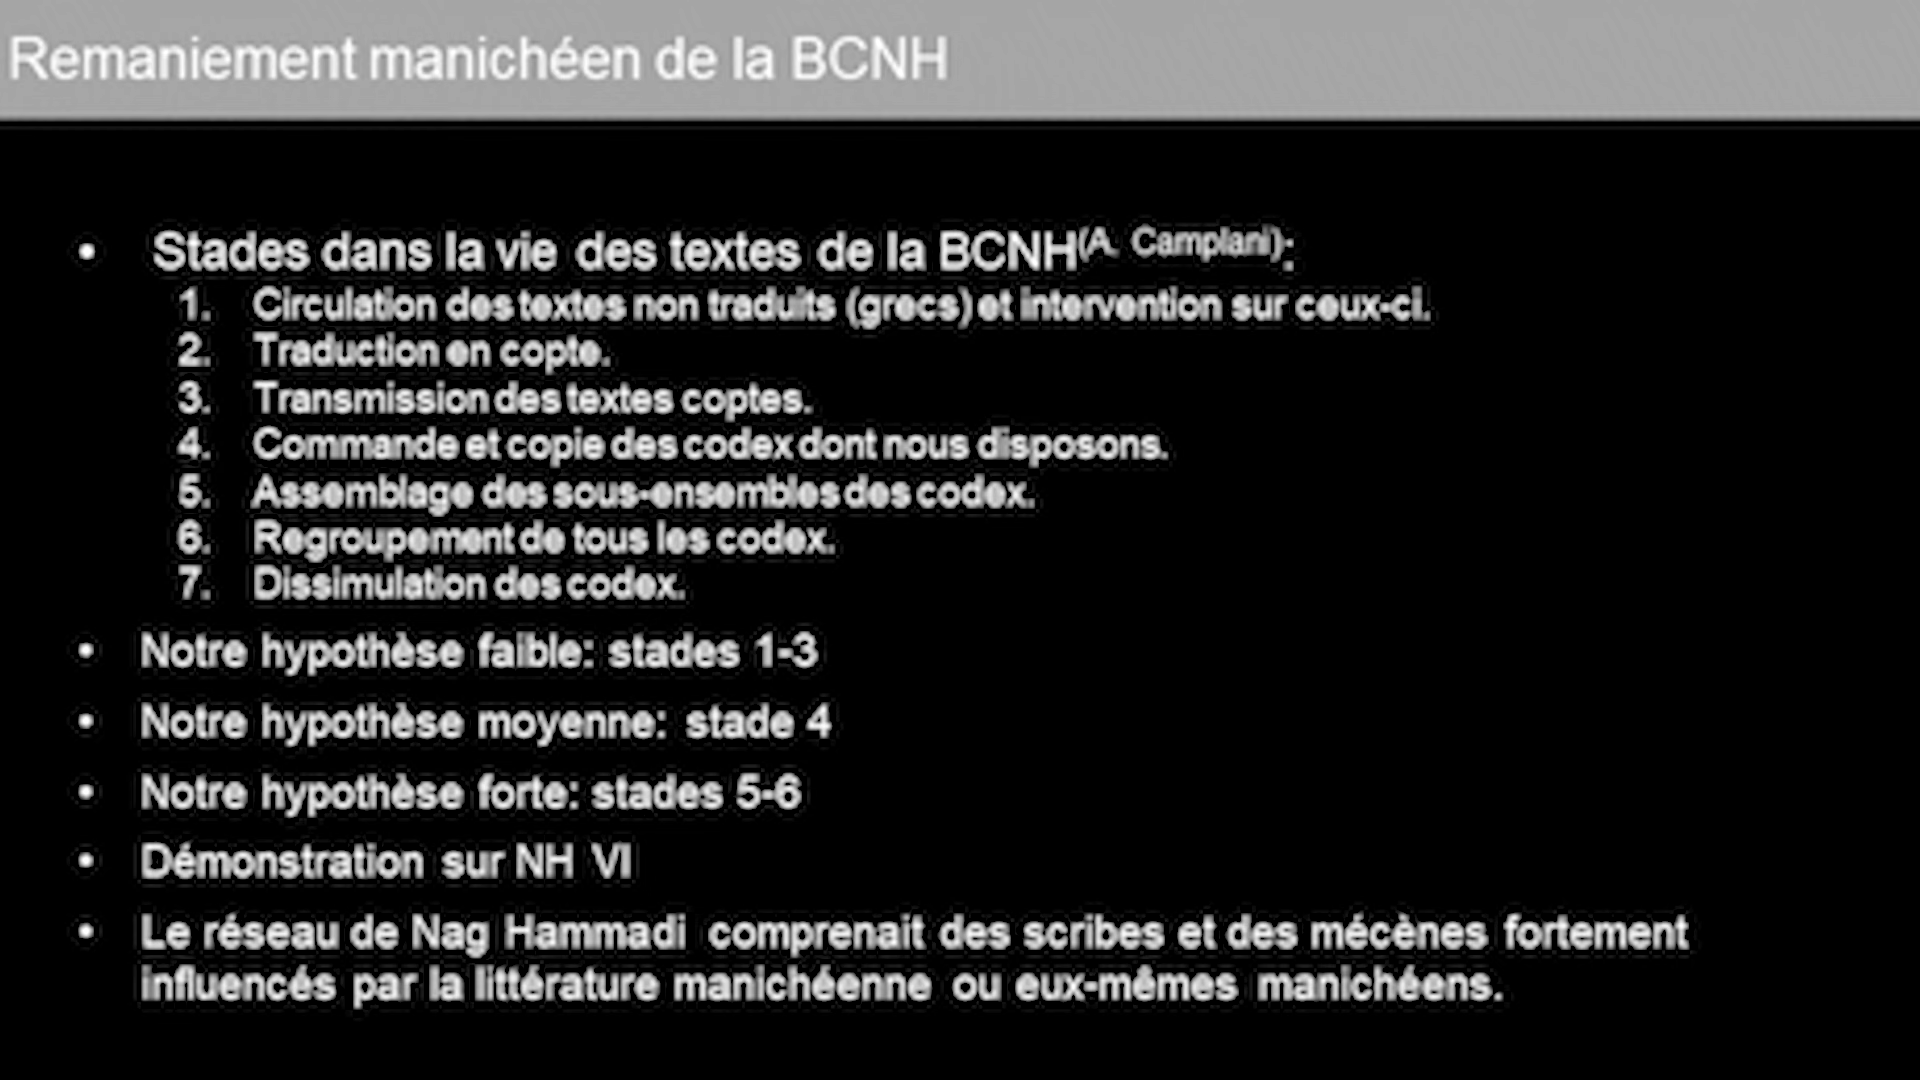 Remaniement manichéen de la BCNH
• Stades dans la vie des textes de la BCNH(A. Camplani):
1. Circulation des textes non traduits (grecs) et intervention sur ceux-ci.
2. Traduction en copte.
3. Transmission des textes coptes.
4. Commande et copie des codex dont nous disposons.
5. Assemblage des sous-ensembles des codex.
6. Regroupement de tous les codex.
7. Dissimulation des codex.
• Notre hypothèse faible: stades 1-3
• Notre hypothèse moyenne: stade 4
• Notre hypothèse forte: stades 5-6
• Démonstration sur NH VI
• Le réseau de Nag Hammadi comprenait des scribes et des mécènes fortement
influencés par la littérature manichéenne ou eux-mêmes manichéens.